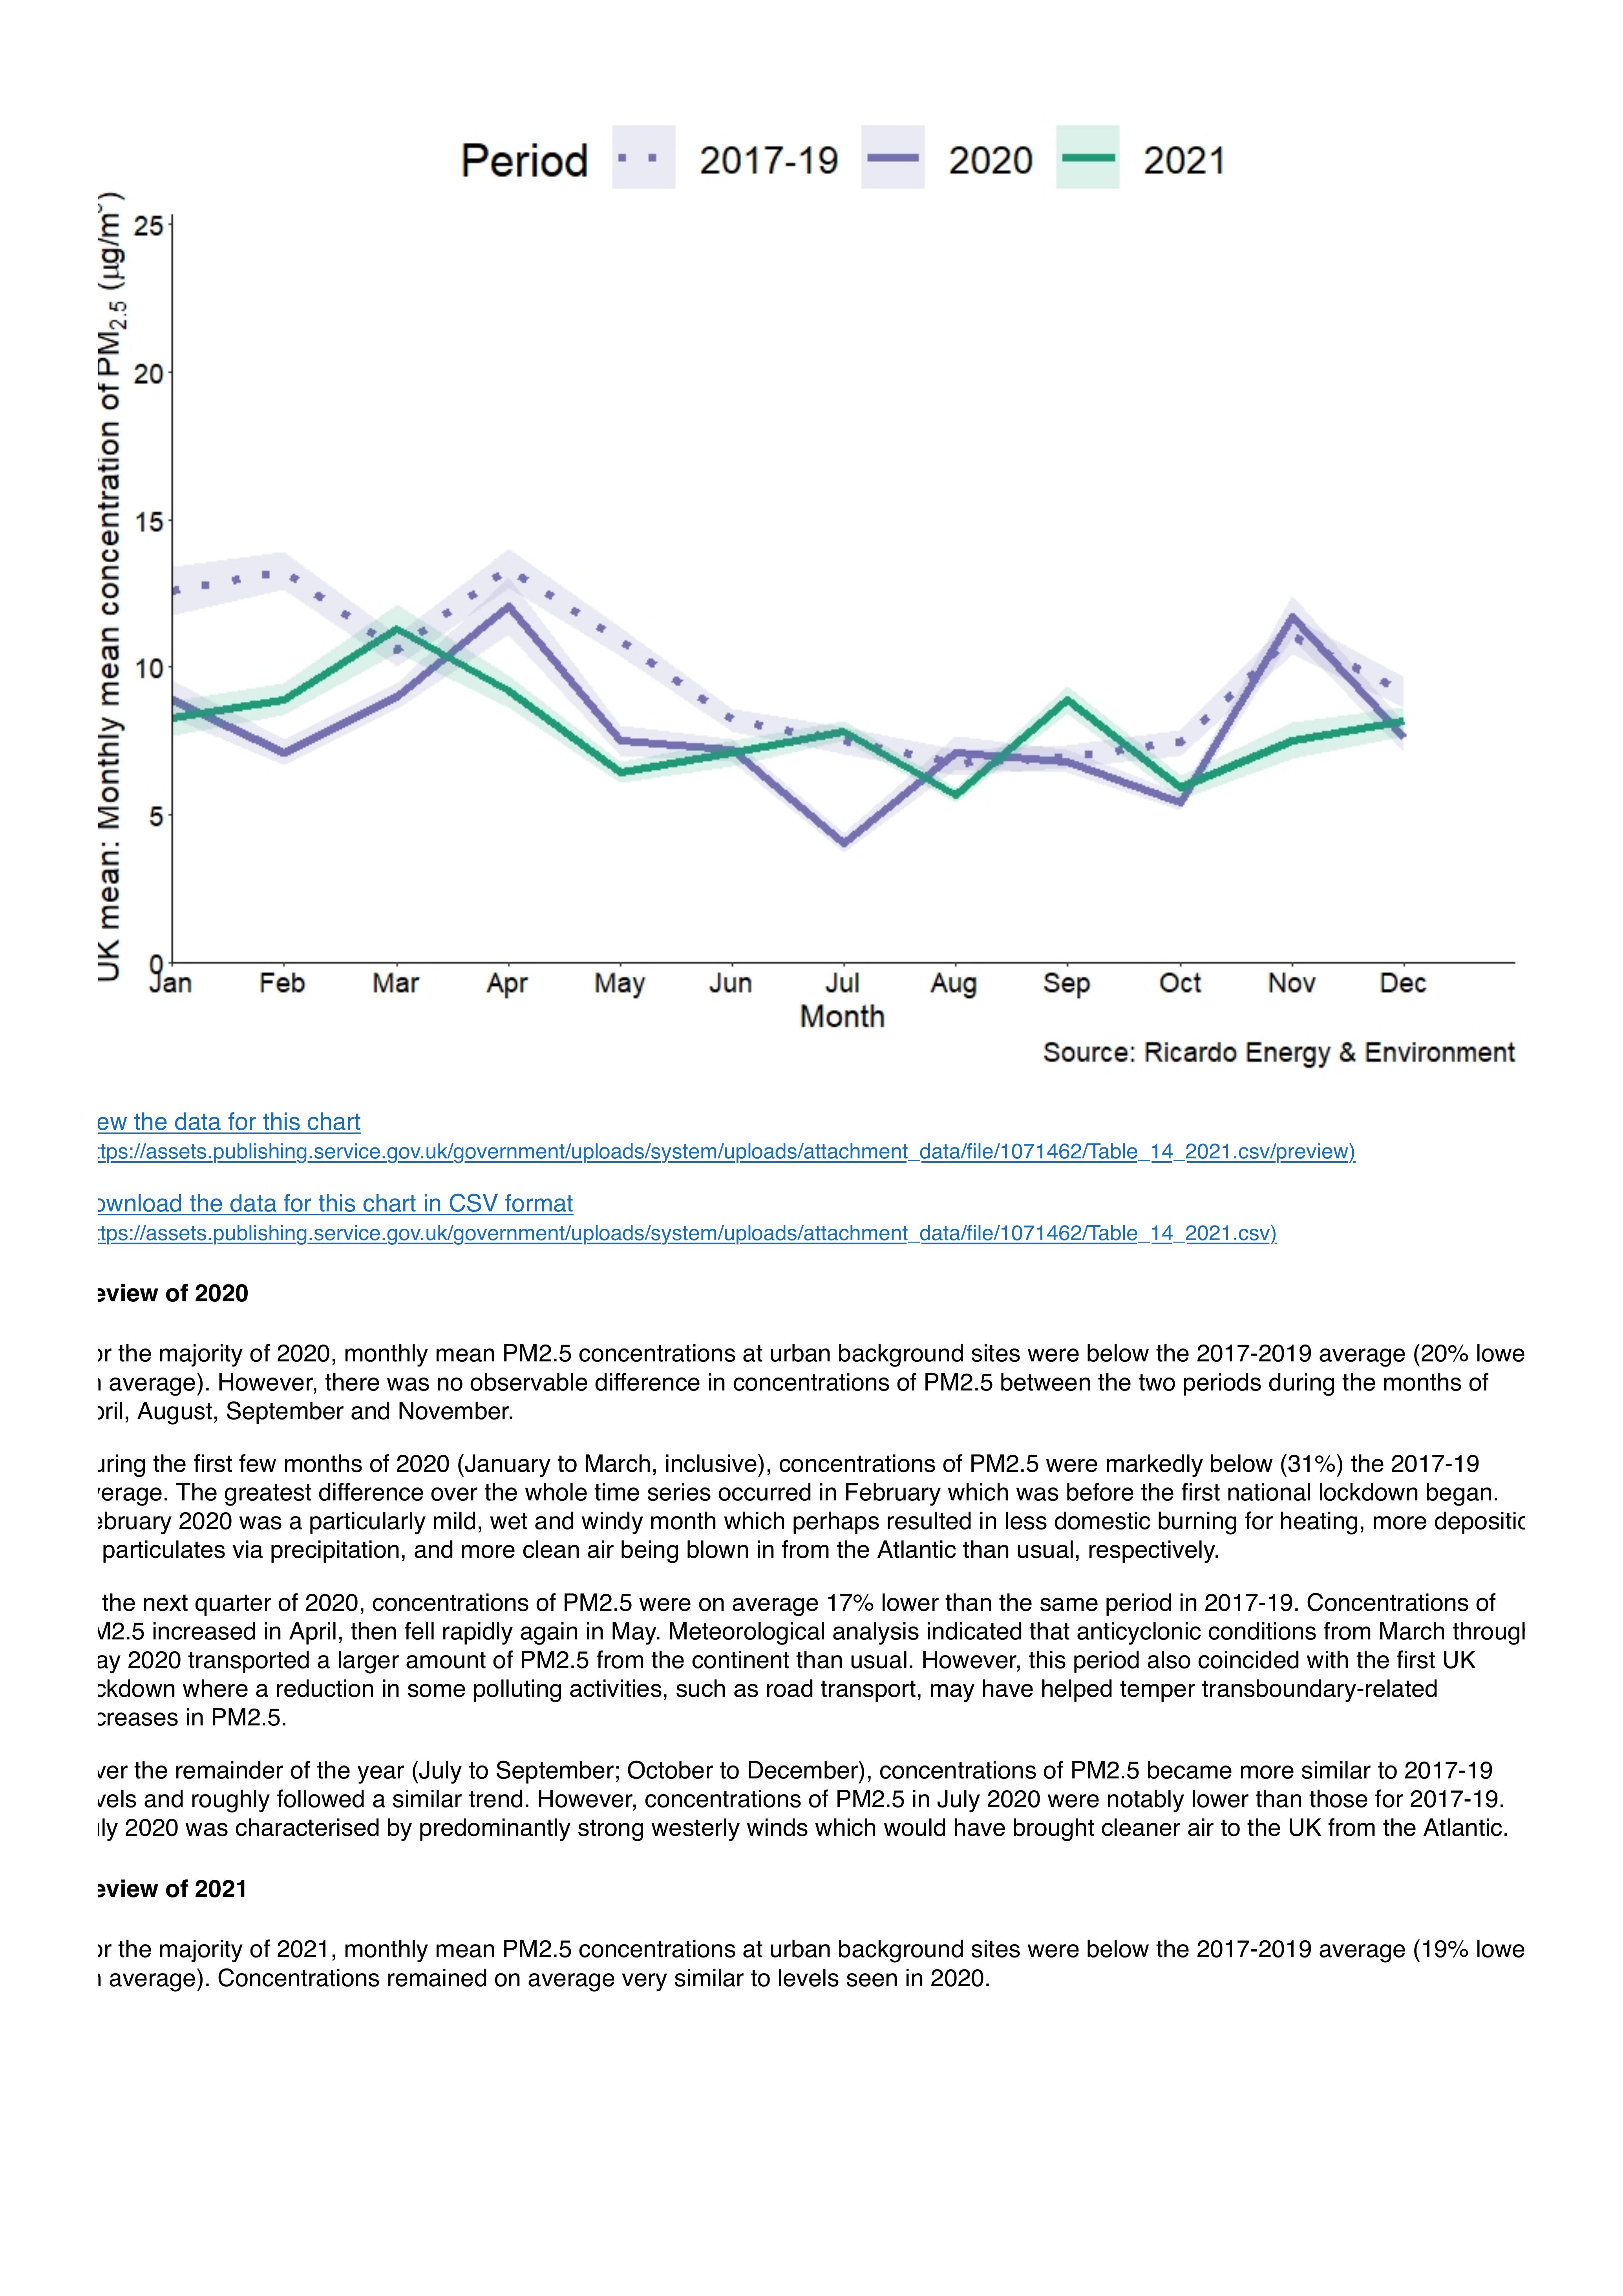 Period 2017-19 2020 2021
UK mean: Monthly mean concentration of PM2.5 (µg/m³)
25
20
15
10
5
0
Jan Feb Mar Apr May Jun Jul Aug Sep Oct Nov Dec
Month
Source: Ricardo Energy & Environment
ew the data for this chart
ttps://assets.publishing.service.gov.uk/government/uploads/system/uploads/attachment_data/file/1071462/Table_14_2021.csv/preview)
ownload the data for this chart in CSV format
ttps://assets.publishing.service.gov.uk/government/uploads/system/uploads/attachment_data/file/1071462/Table_14_2021.csv)
eview of 2020
or the majority of 2020, monthly mean PM2.5 concentrations at urban background sites were below the 2017-2019 average (20% lowe
n average). However, there was no observable difference in concentrations of PM2.5 between the two periods during the months of
pril, August, September and November.
uring the first few months of 2020 (January to March, inclusive), concentrations of PM2.5 were markedly below (31%) the 2017-19
verage. The greatest difference over the whole time series occurred in February which was before the first national lockdown began.
ebruary 2020 was a particularly mild, wet and windy month which perhaps resulted in less domestic burning for heating, more depositic
particulates via precipitation, and more clean air being blown in from the Atlantic than usual, respectively.
the next quarter of 2020, concentrations of PM2.5 were on average 17% lower than the same period in 2017-19. Concentrations of
M2.5 increased in April, then fell rapidly again in May. Meteorological analysis indicated that anticyclonic conditions from March througl
ay 2020 transported a larger amount of PM2.5 from the continent than usual. However, this period also coincided with the first UK
ckdown where a reduction in some polluting activities, such as road transport, may have helped temper transboundary-related
creases in PM2.5.
ver the remainder of the year (July to September; October to December), concentrations of PM2.5 became more similar to 2017-19
vels and roughly followed a similar trend. However, concentrations of PM2.5 in July 2020 were notably lower than those for 2017-19.
uly 2020 was characterised by predominantly strong westerly winds which would have brought cleaner air to the UK from the Atlantic.
eview of 2021
or the majority of 2021, monthly mean PM2.5 concentrations at urban background sites were below the 2017-2019 average (19% lowe
n average). Concentrations remained on average very similar to levels seen in 2020.